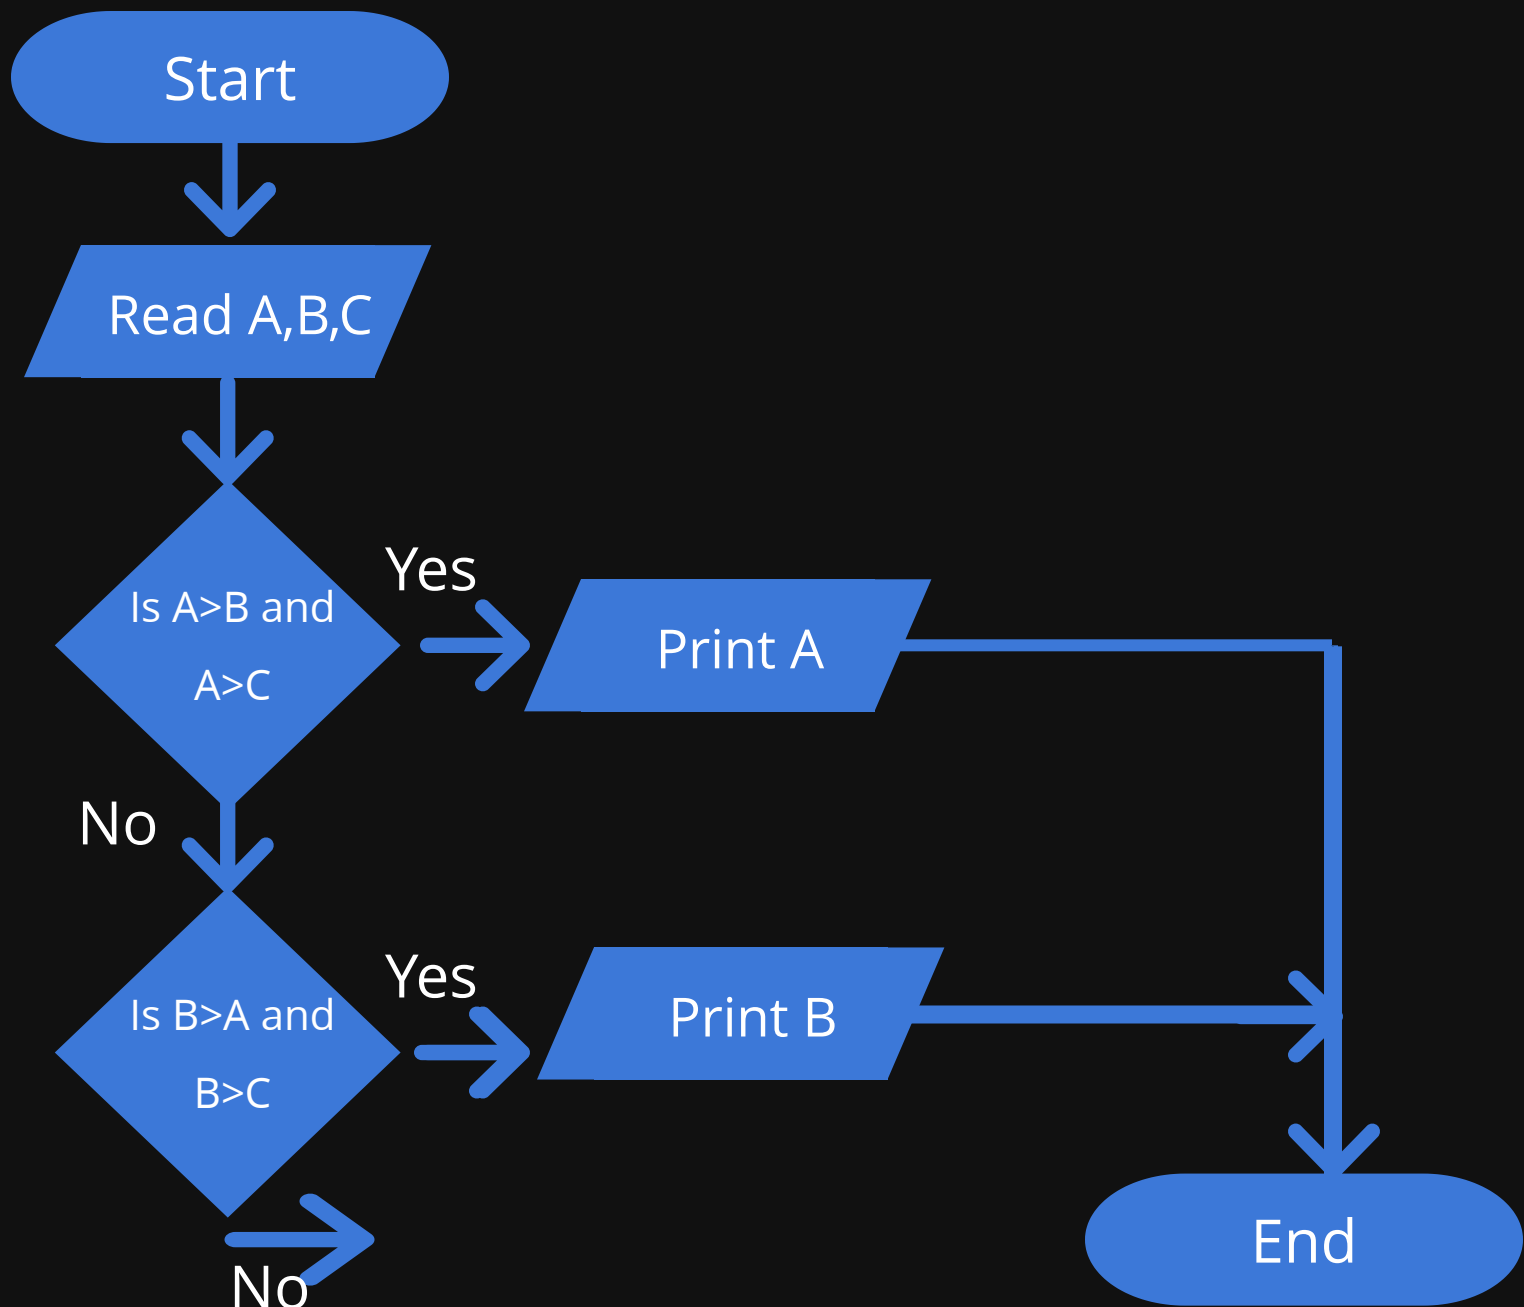 Start
Read A,B,C
Yes
Is A>B and
A>C
Print A
No
Yes
Is B>A and
B>C
Print B
No
End